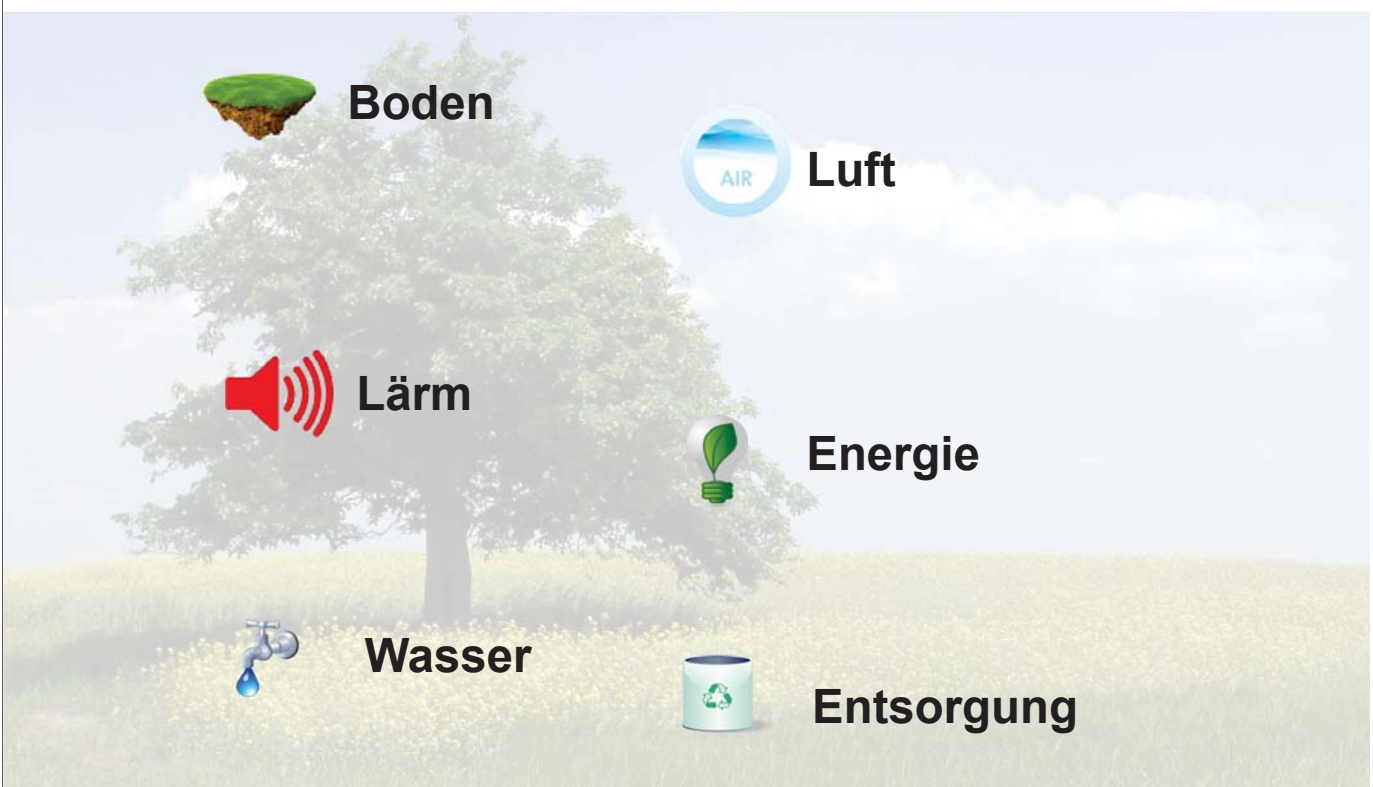 Boden
AIR
Luft
Lärm
Energie
Wasser
Entsorgung